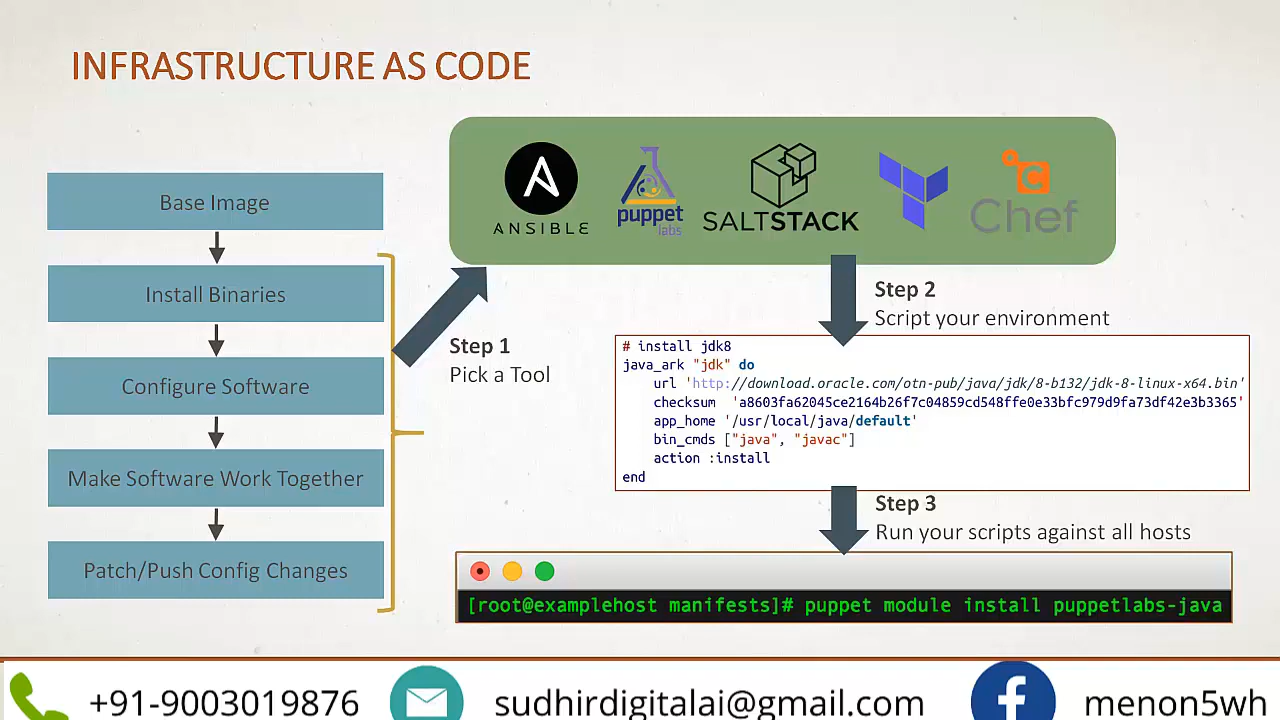 INFRASTRUCTURE AS CODE
Base Image
Install Binaries
Configure Software
Make Software Work Together
Patch/Push Config Changes
ANSIBLE
puppet
labs
SALTSTACK
Chef
Step 1
Pick a Tool
Step 2
Script your environment
# install jdk8
java_ark "jdk" do
url 'http://download.oracle.com/otn-pub/java/jdk/8-b132/jdk-8-linux-x64.bin'
checksum 'a8603fa62045ce2164b26f7c04859cd548ffe0e33bfc979d9fa73df42e3b3365'
app_home '/usr/local/java/default'
bin_cmds ["java", "javac"]
action :install
end
Step 3
Run your scripts against all hosts
[root@examplehost manifests]# puppet module install puppetlabs-java
+91-9003019876
sudhirdigitalai@gmail.com
menon5wh